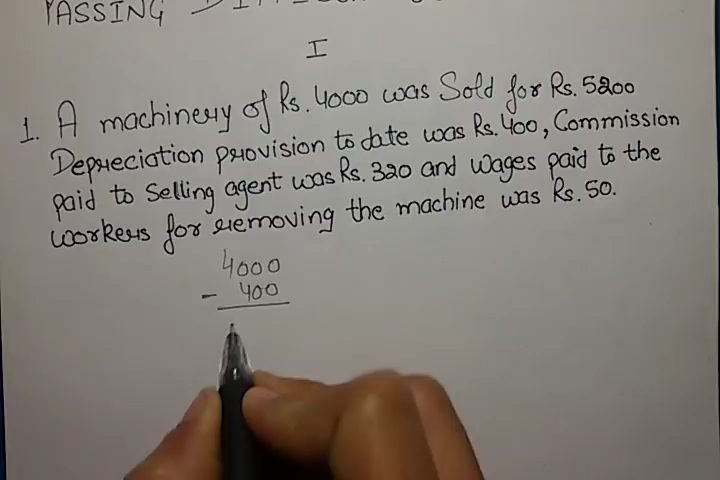 PASSING
I
1. A machinery of Rs. 4000 was Sold for Rs. 5200
Depreciation provision to date was Rs. 400, Commission
paid to Selling agent was Rs. 320 and wages paid to the
workers for removing the machine was Rs. 50.
4000
- 400